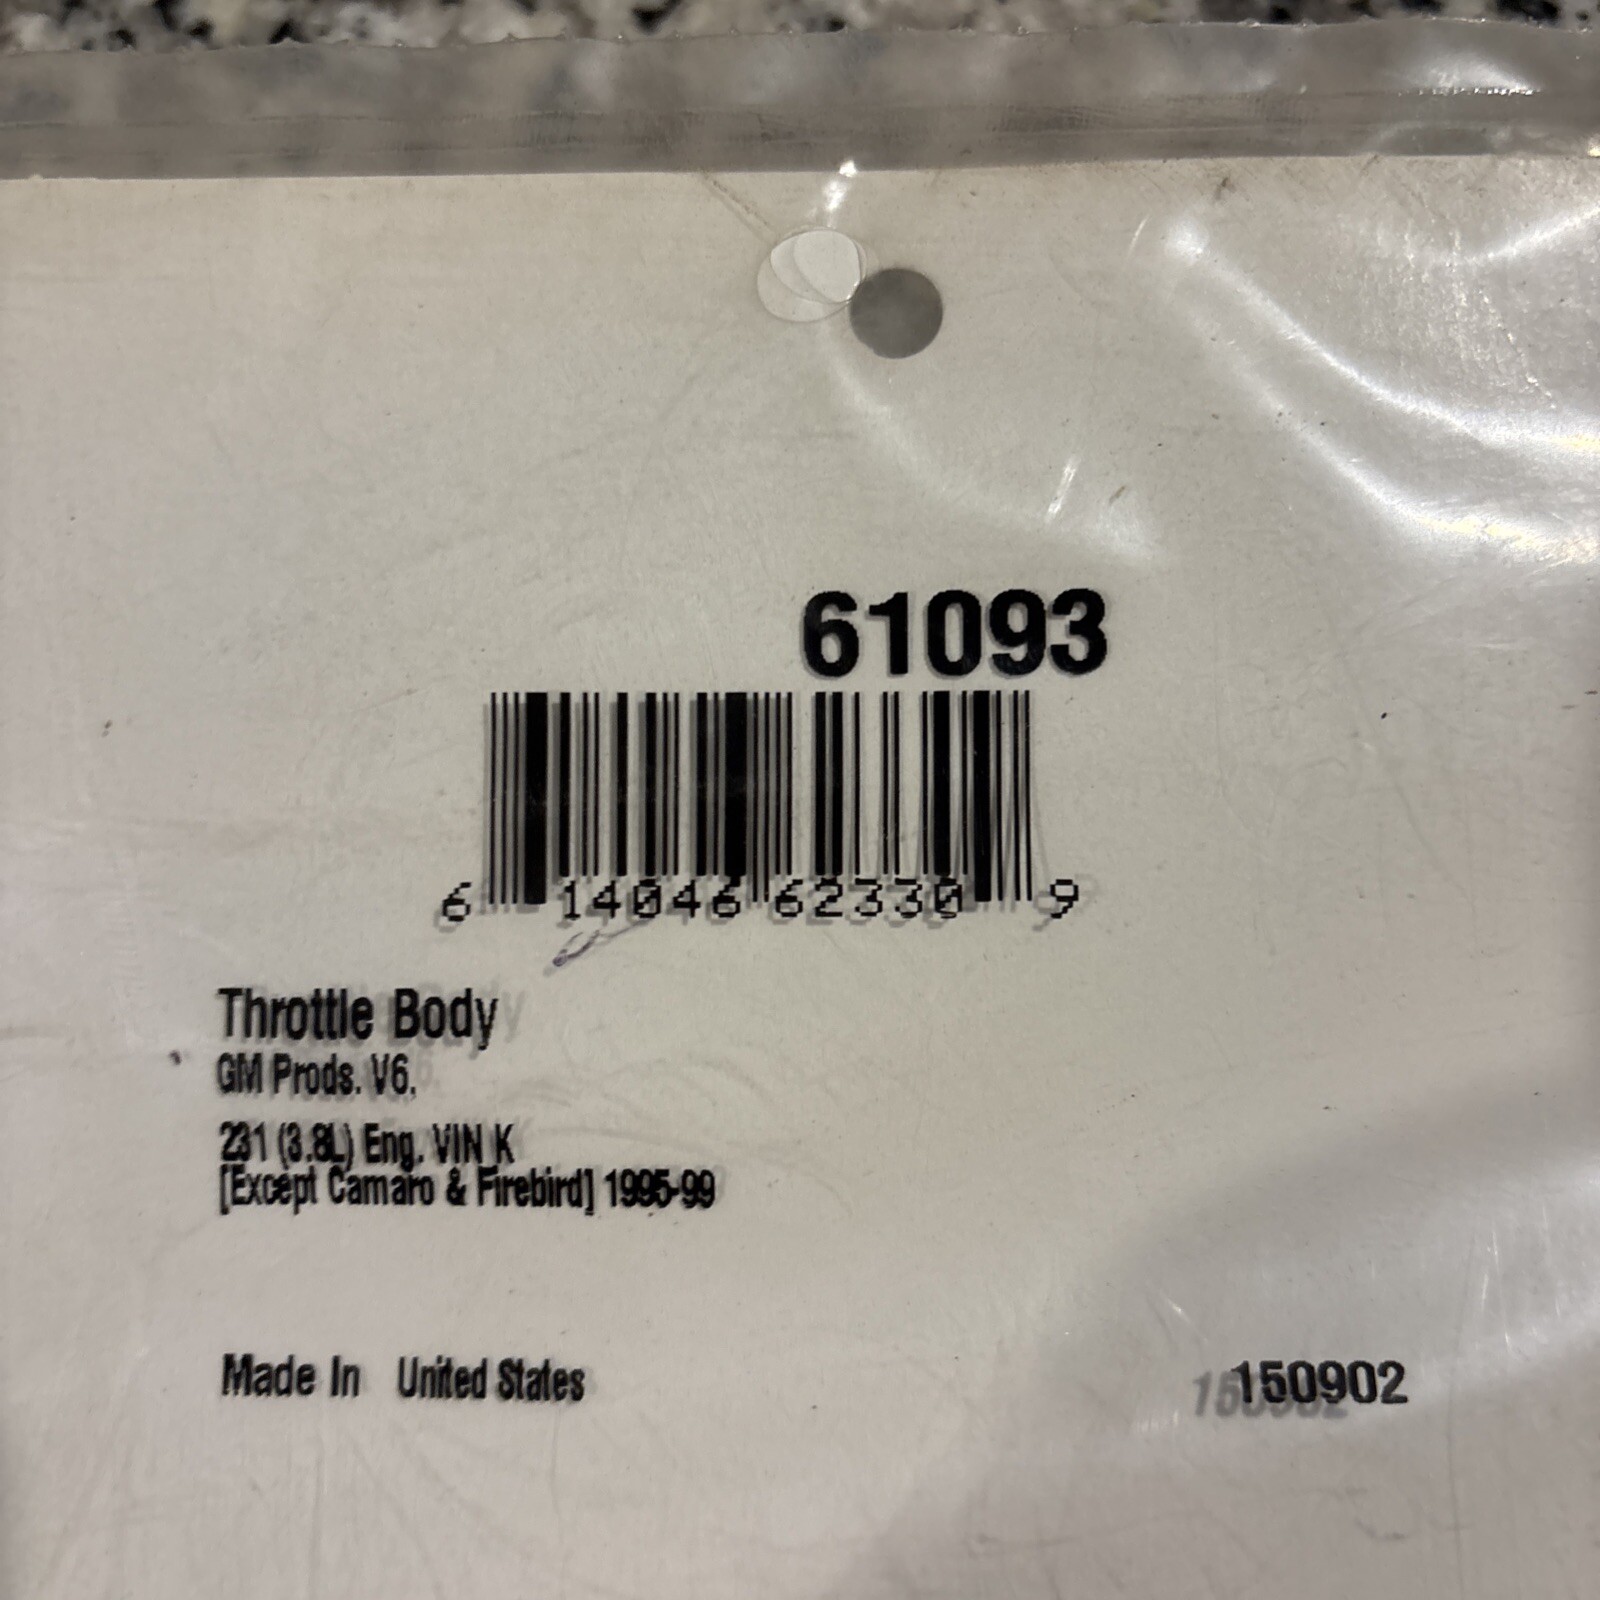 61093
6 14046 62330 9
Throttle Body
GM Prods. V6.
231 (3.8L) Eng. VIN K
[Except Camaro & Firebird] 1995-99
Made In United States
150902